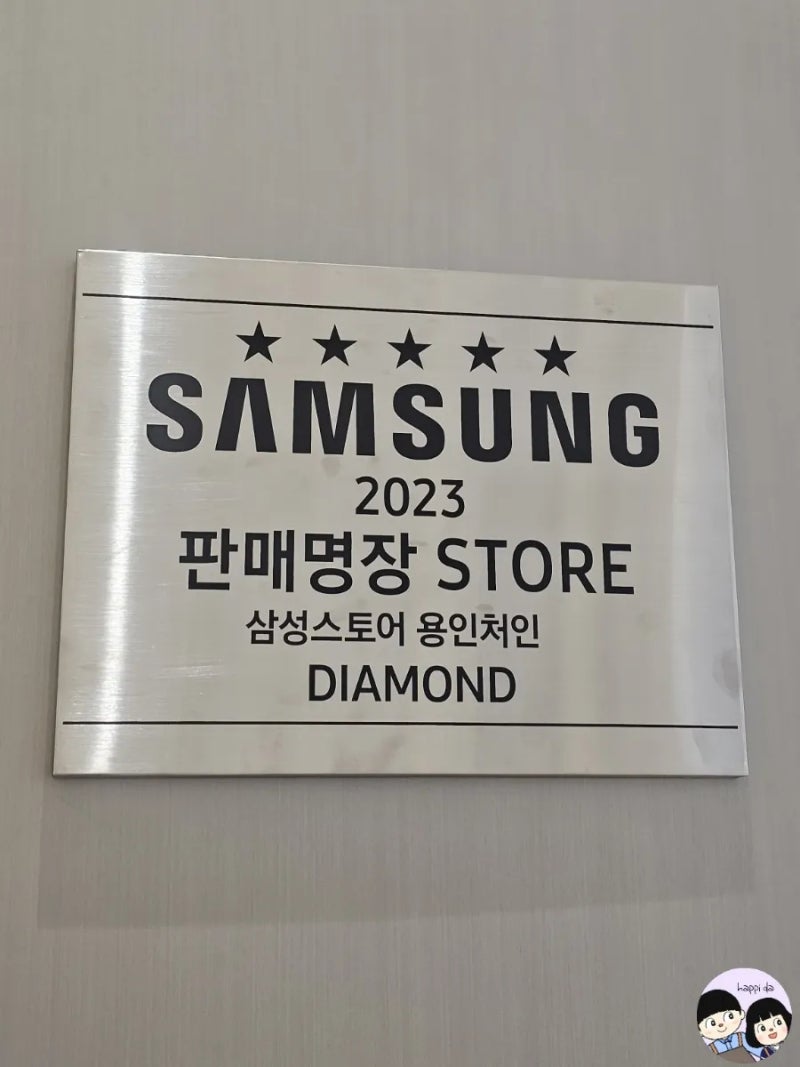 ★★★★★
SAMSUNG
2023
판매명장 STORE
삼성스토어 용인처인
DIAMOND
happi da